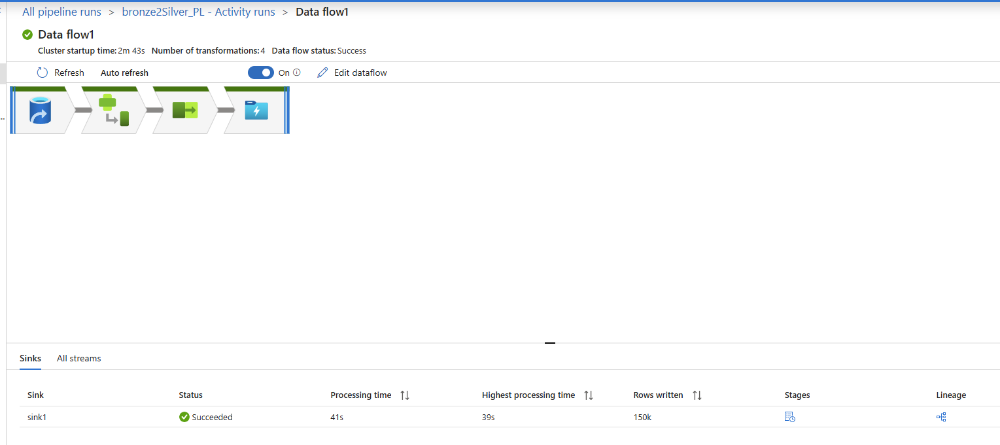 All pipeline runs > bronze2Silver_PL - Activity runs > Data flow1
Data flow1
Cluster startup time: 2m 43s Number of transformations: 4 Data flow status: Success
Refresh Auto refresh On Edit dataflow
Sinks All streams
Sink Status Processing time Highest processing time Rows written Stages Lineage
sink1 Succeeded 41s 39s 150k